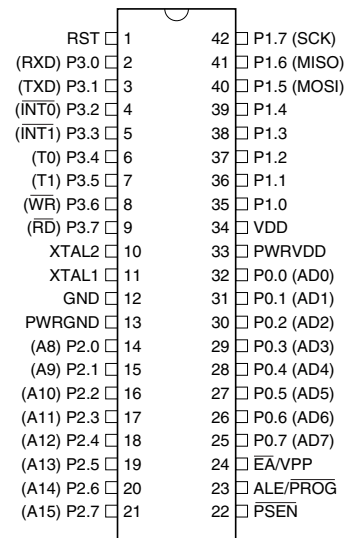 RST 1 42 P1.7 (SCK)
(RXD) P3.0 2 41 P1.6 (MISO)
(TXD) P3.1 3 40 P1.5 (MOSI)
(I̅N̅T̅0̅) P3.2 4 39 P1.4
(I̅N̅T̅1̅) P3.3 5 38 P1.3
(T0) P3.4 6 37 P1.2
(T1) P3.5 7 36 P1.1
(W̅R̅) P3.6 8 35 P1.0
(R̅D̅) P3.7 9 34 VDD
XTAL2 10 33 PWRVDD
XTAL1 11 32 P0.0 (AD0)
GND 12 31 P0.1 (AD1)
PWRGND 13 30 P0.2 (AD2)
(A8) P2.0 14 29 P0.3 (AD3)
(A9) P2.1 15 28 P0.4 (AD4)
(A10) P2.2 16 27 P0.5 (AD5)
(A11) P2.3 17 26 P0.6 (AD6)
(A12) P2.4 18 25 P0.7 (AD7)
(A13) P2.5 19 24 E̅A̅/VPP
(A14) P2.6 20 23 ALE/P̅R̅O̅G̅
(A15) P2.7 21 22 P̅S̅E̅N̅